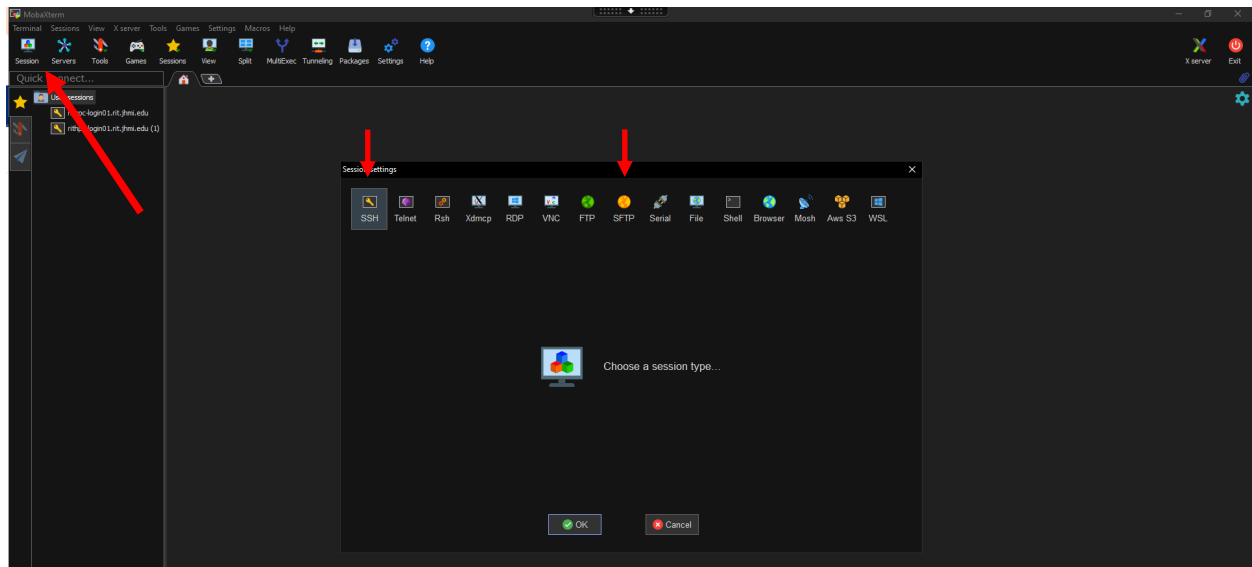 MobaXterm
Terminal Sessions View X server Tools Games Settings Macros Help
Session Servers Tools Games Sessions View Split MultiExec Tunneling Packages Settings Help X server Exit
Quick connect...
User sessions
login01.rit.jhmi.edu
login01.rit.jhmi.edu (1)
Session settings
SSH Telnet Rsh Xdmcp RDP VNC FTP SFTP Serial File Shell Browser Mosh Aws S3 WSL
Choose a session type...
OK Cancel